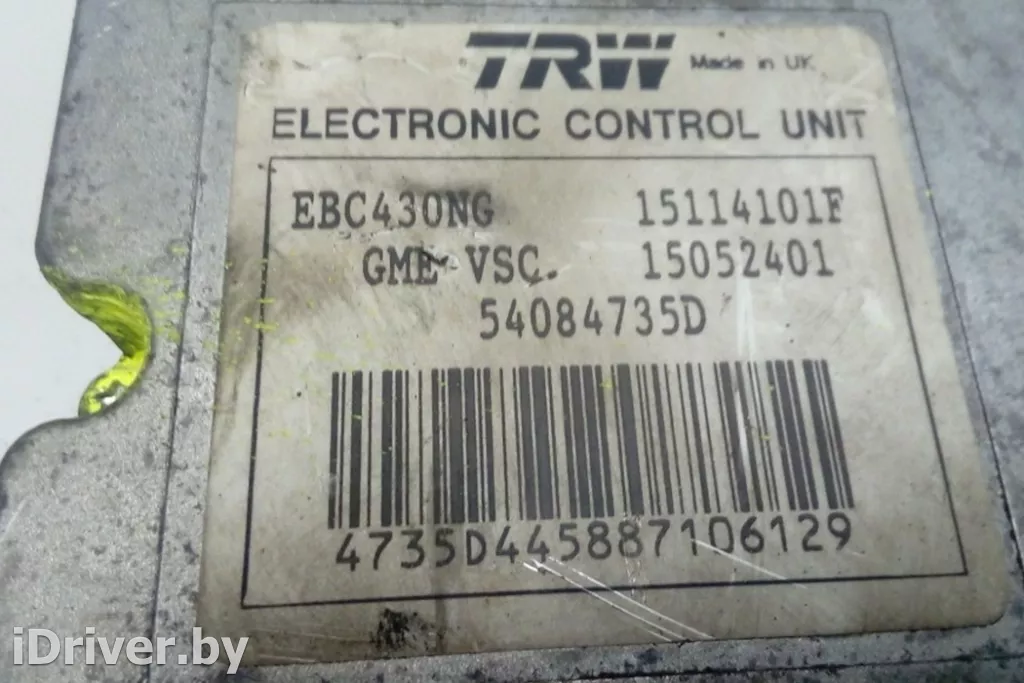 TRW Made in UK
ELECTRONIC CONTROL UNIT
EBC430NG 15114101F
GME VSC. 15052401
54084735D
4735D445887106129
iDriver.by